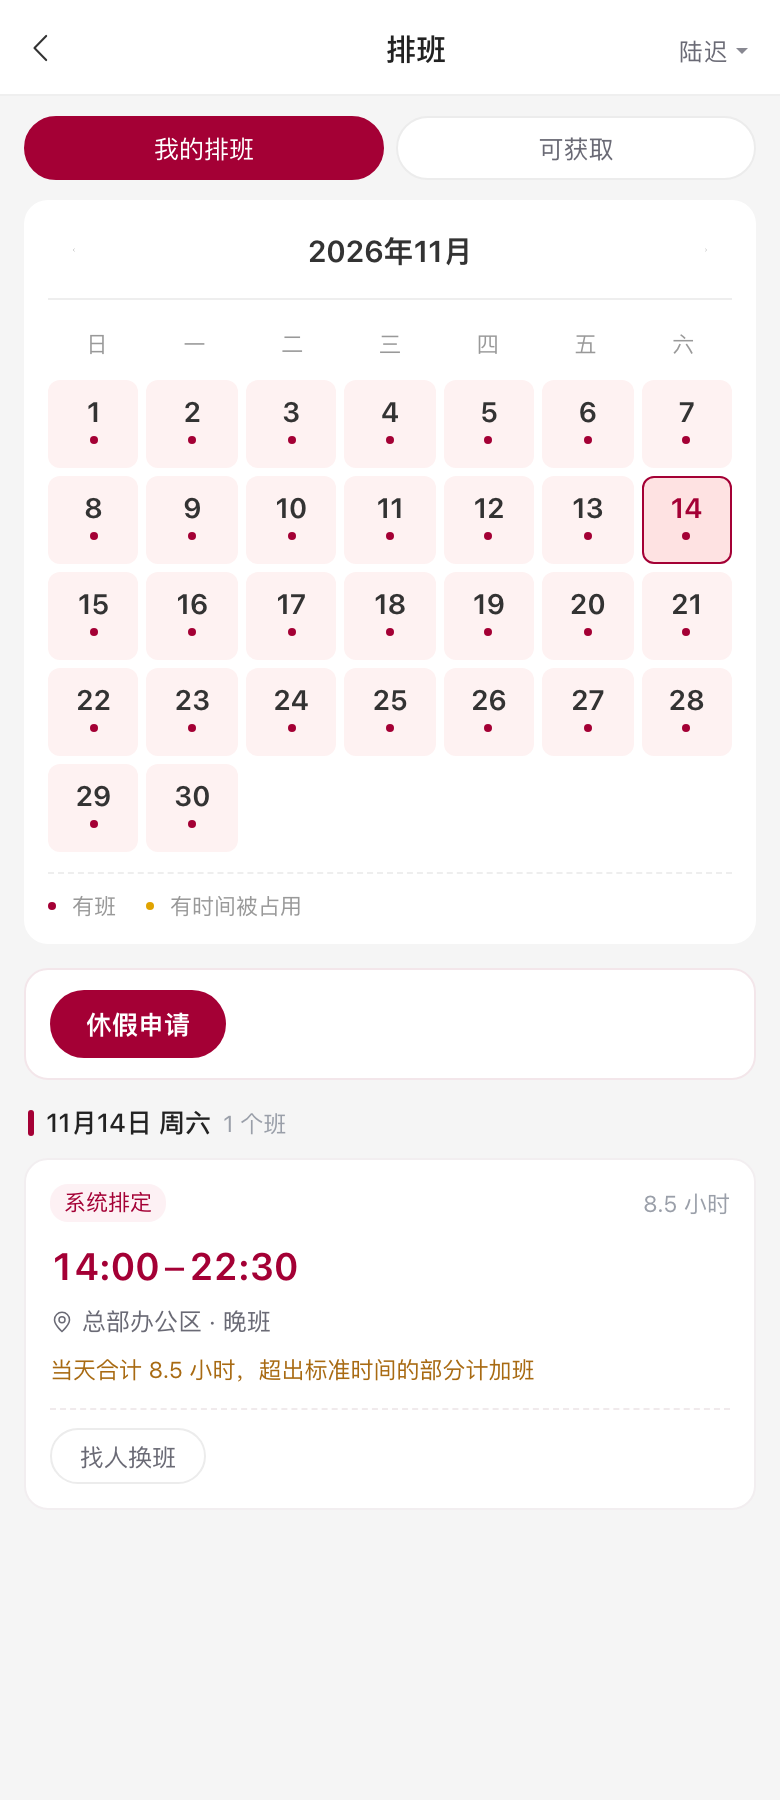 排班
陆迟
我的排班
可获取
2026年11月
日 一 二 三 四 五 六
1 2 3 4 5 6 7
8 9 10 11 12 13 14
15 16 17 18 19 20 21
22 23 24 25 26 27 28
29 30
有班 有时间被占用
休假申请
11月14日 周六 1 个班
系统排定 8.5 小时
14:00–22:30
总部办公区 · 晚班
当天合计 8.5 小时，超出标准时间的部分计加班
找人换班